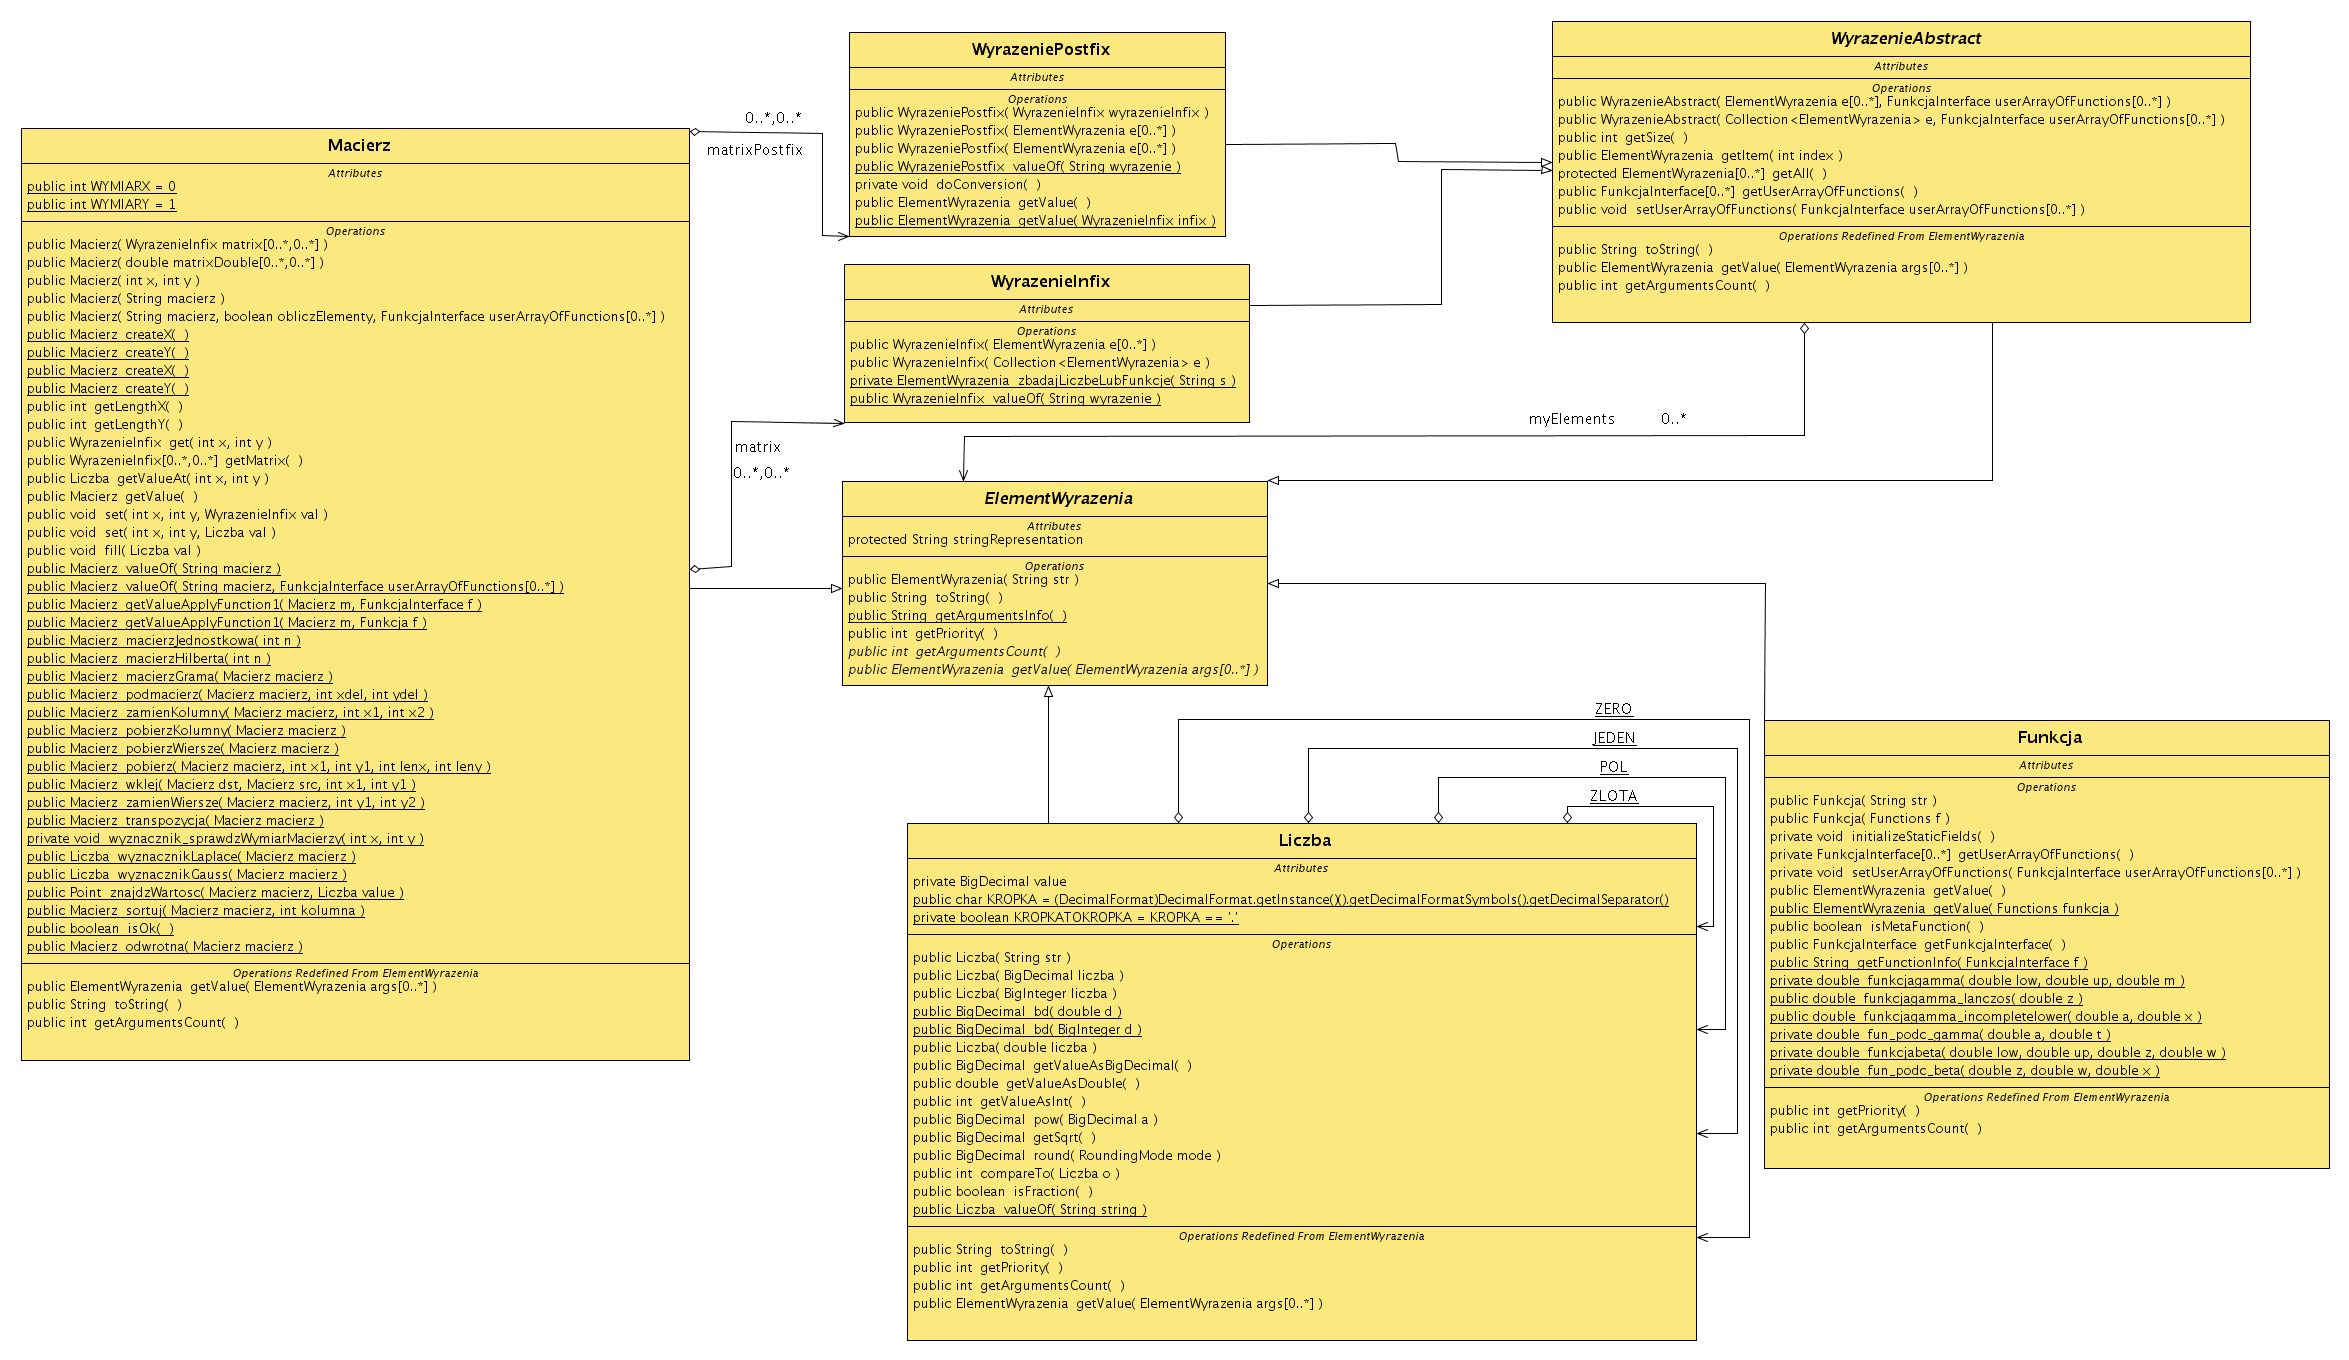 Macierz
Attributes
public int WYMIARX = 0
public int WYMIARY = 1
Operations
public Macierz( WyrazenieInfix matrix[0..*,0..*] )
public Macierz( double matrixDouble[0..*,0..*] )
public Macierz( int x, int y )
public Macierz( String macierz )
public Macierz( String macierz, boolean obliczElementy, FunkcjaInterface userArrayOfFunctions[0..*] )
public Macierz  createX(  )
public Macierz  createY(  )
public Macierz  createX(  )
public Macierz  createY(  )
public int  getLengthX(  )
public int  getLengthY(  )
public WyrazenieInfix  get( int x, int y )
public WyrazenieInfix[0..*,0..*]  getMatrix(  )
public Liczba  getValueAt( int x, int y )
public Macierz  getValue(  )
public void  set( int x, int y, WyrazenieInfix val )
public void  set( int x, int y, Liczba val )
public void  fill( Liczba val )
public Macierz  valueOf( String macierz )
public Macierz  valueOf( String macierz, FunkcjaInterface userArrayOfFunctions[0..*] )
public Macierz  getValueApplyFunction1( Macierz m, FunkcjaInterface f )
public Macierz  getValueApplyFunction1( Macierz m, Funkcja f )
public Macierz  macierzJednostkowa( int n )
public Macierz  macierzHilberta( int n )
public Macierz  macierzGrama( Macierz macierz )
public Macierz  podmacierz( Macierz macierz, int xdel, int ydel )
public Macierz  zamienKolumny( Macierz macierz, int x1, int x2 )
public Macierz  pobierzKolumny( Macierz macierz )
public Macierz  pobierzWiersze( Macierz macierz )
public Macierz  pobierz( Macierz macierz, int x1, int y1, int lenx, int leny )
public Macierz  wklej( Macierz dst, Macierz src, int x1, int y1 )
public Macierz  zamienWiersze( Macierz macierz, int y1, int y2 )
public Macierz  transpozycja( Macierz macierz )
private void  wyznacznik_sprawdzWymiarMacierzy( int x, int y )
public Liczba  wyznacznikLaplace( Macierz macierz )
public Liczba  wyznacznikGauss( Macierz macierz )
public Point  znajdzWartosc( Macierz macierz, Liczba value )
public Macierz  sortuj( Macierz macierz, int kolumna )
public boolean  isOk(  )
public Macierz  odwrotna( Macierz macierz )
Operations Redefined From ElementWyrazenia
public ElementWyrazenia  getValue( ElementWyrazenia args[0..*] )
public String  toString(  )
public int  getArgumentsCount(  )
0..*,0..*
matrixPostfix
matrix
0..*,0..*
WyrazeniePostfix
Attributes
Operations
public WyrazeniePostfix( WyrazenieInfix wyrazenieInfix )
public WyrazeniePostfix( ElementWyrazenia e[0..*] )
public WyrazeniePostfix( ElementWyrazenia e[0..*] )
public WyrazeniePostfix  valueOf( String wyrazenie )
private void  doConversion(  )
public ElementWyrazenia  getValue(  )
public ElementWyrazenia  getValue( WyrazenieInfix infix )
WyrazenieInfix
Attributes
Operations
public WyrazenieInfix( ElementWyrazenia e[0..*] )
public WyrazenieInfix( Collection<ElementWyrazenia> e )
private ElementWyrazenia  zbadajLiczbeLubFunkcje( String s )
public WyrazenieInfix  valueOf( String wyrazenie )
WyrazenieAbstract
Attributes
Operations
public WyrazenieAbstract( ElementWyrazenia e[0..*], FunkcjaInterface userArrayOfFunctions[0..*] )
public WyrazenieAbstract( Collection<ElementWyrazenia> e, FunkcjaInterface userArrayOfFunctions[0..*] )
public int  getSize(  )
public ElementWyrazenia  getItem( int index )
protected ElementWyrazenia[0..*]  getAll(  )
public FunkcjaInterface[0..*]  getUserArrayOfFunctions(  )
public void  setUserArrayOfFunctions( FunkcjaInterface userArrayOfFunctions[0..*] )
Operations Redefined From ElementWyrazenia
public String  toString(  )
public ElementWyrazenia  getValue( ElementWyrazenia args[0..*] )
public int  getArgumentsCount(  )
myElements 0..*
ElementWyrazenia
Attributes
protected String stringRepresentation
Operations
public ElementWyrazenia( String str )
public String  toString(  )
public String  getArgumentsInfo(  )
public int  getPriority(  )
public int  getArgumentsCount(  )
public ElementWyrazenia  getValue( ElementWyrazenia args[0..*] )
ZERO
JEDEN
POL
ZLOTA
Liczba
Attributes
private BigDecimal value
public char KROPKA = (DecimalFormat)DecimalFormat.getInstance()().getDecimalFormatSymbols().getDecimalSeparator()
private boolean KROPKATOKROPKA = KROPKA == '.'
Operations
public Liczba( String str )
public Liczba( BigDecimal liczba )
public Liczba( BigInteger liczba )
public BigDecimal  bd( double d )
public BigDecimal  bd( BigInteger d )
public Liczba( double liczba )
public BigDecimal  getValueAsBigDecimal(  )
public double  getValueAsDouble(  )
public int  getValueAsInt(  )
public BigDecimal  pow( BigDecimal a )
public BigDecimal  getSqrt(  )
public BigDecimal  round( RoundingMode mode )
public int  compareTo( Liczba o )
public boolean  isFraction(  )
public Liczba  valueOf( String string )
Operations Redefined From ElementWyrazenia
public String  toString(  )
public int  getPriority(  )
public int  getArgumentsCount(  )
public ElementWyrazenia  getValue( ElementWyrazenia args[0..*] )
Funkcja
Attributes
Operations
public Funkcja( String str )
public Funkcja( Functions f )
private void  initializeStaticFields(  )
private FunkcjaInterface[0..*]  getUserArrayOfFunctions(  )
private void  setUserArrayOfFunctions( FunkcjaInterface userArrayOfFunctions[0..*] )
public ElementWyrazenia  getValue(  )
public ElementWyrazenia  getValue( Functions funkcja )
public boolean  isMetaFunction(  )
public FunkcjaInterface  getFunkcjaInterface(  )
public String  getFunctionInfo( FunkcjaInterface f )
private double  funkcjagamma( double low, double up, double m )
public double  funkcjagamma_lanczos( double z )
public double  funkcjagamma_incompletelower( double a, double x )
private double  fun_podc_gamma( double a, double t )
private double  funkcjabeta( double low, double up, double z, double w )
private double  fun_podc_beta( double z, double w, double x )
Operations Redefined From ElementWyrazenia
public int  getPriority(  )
public int  getArgumentsCount(  )